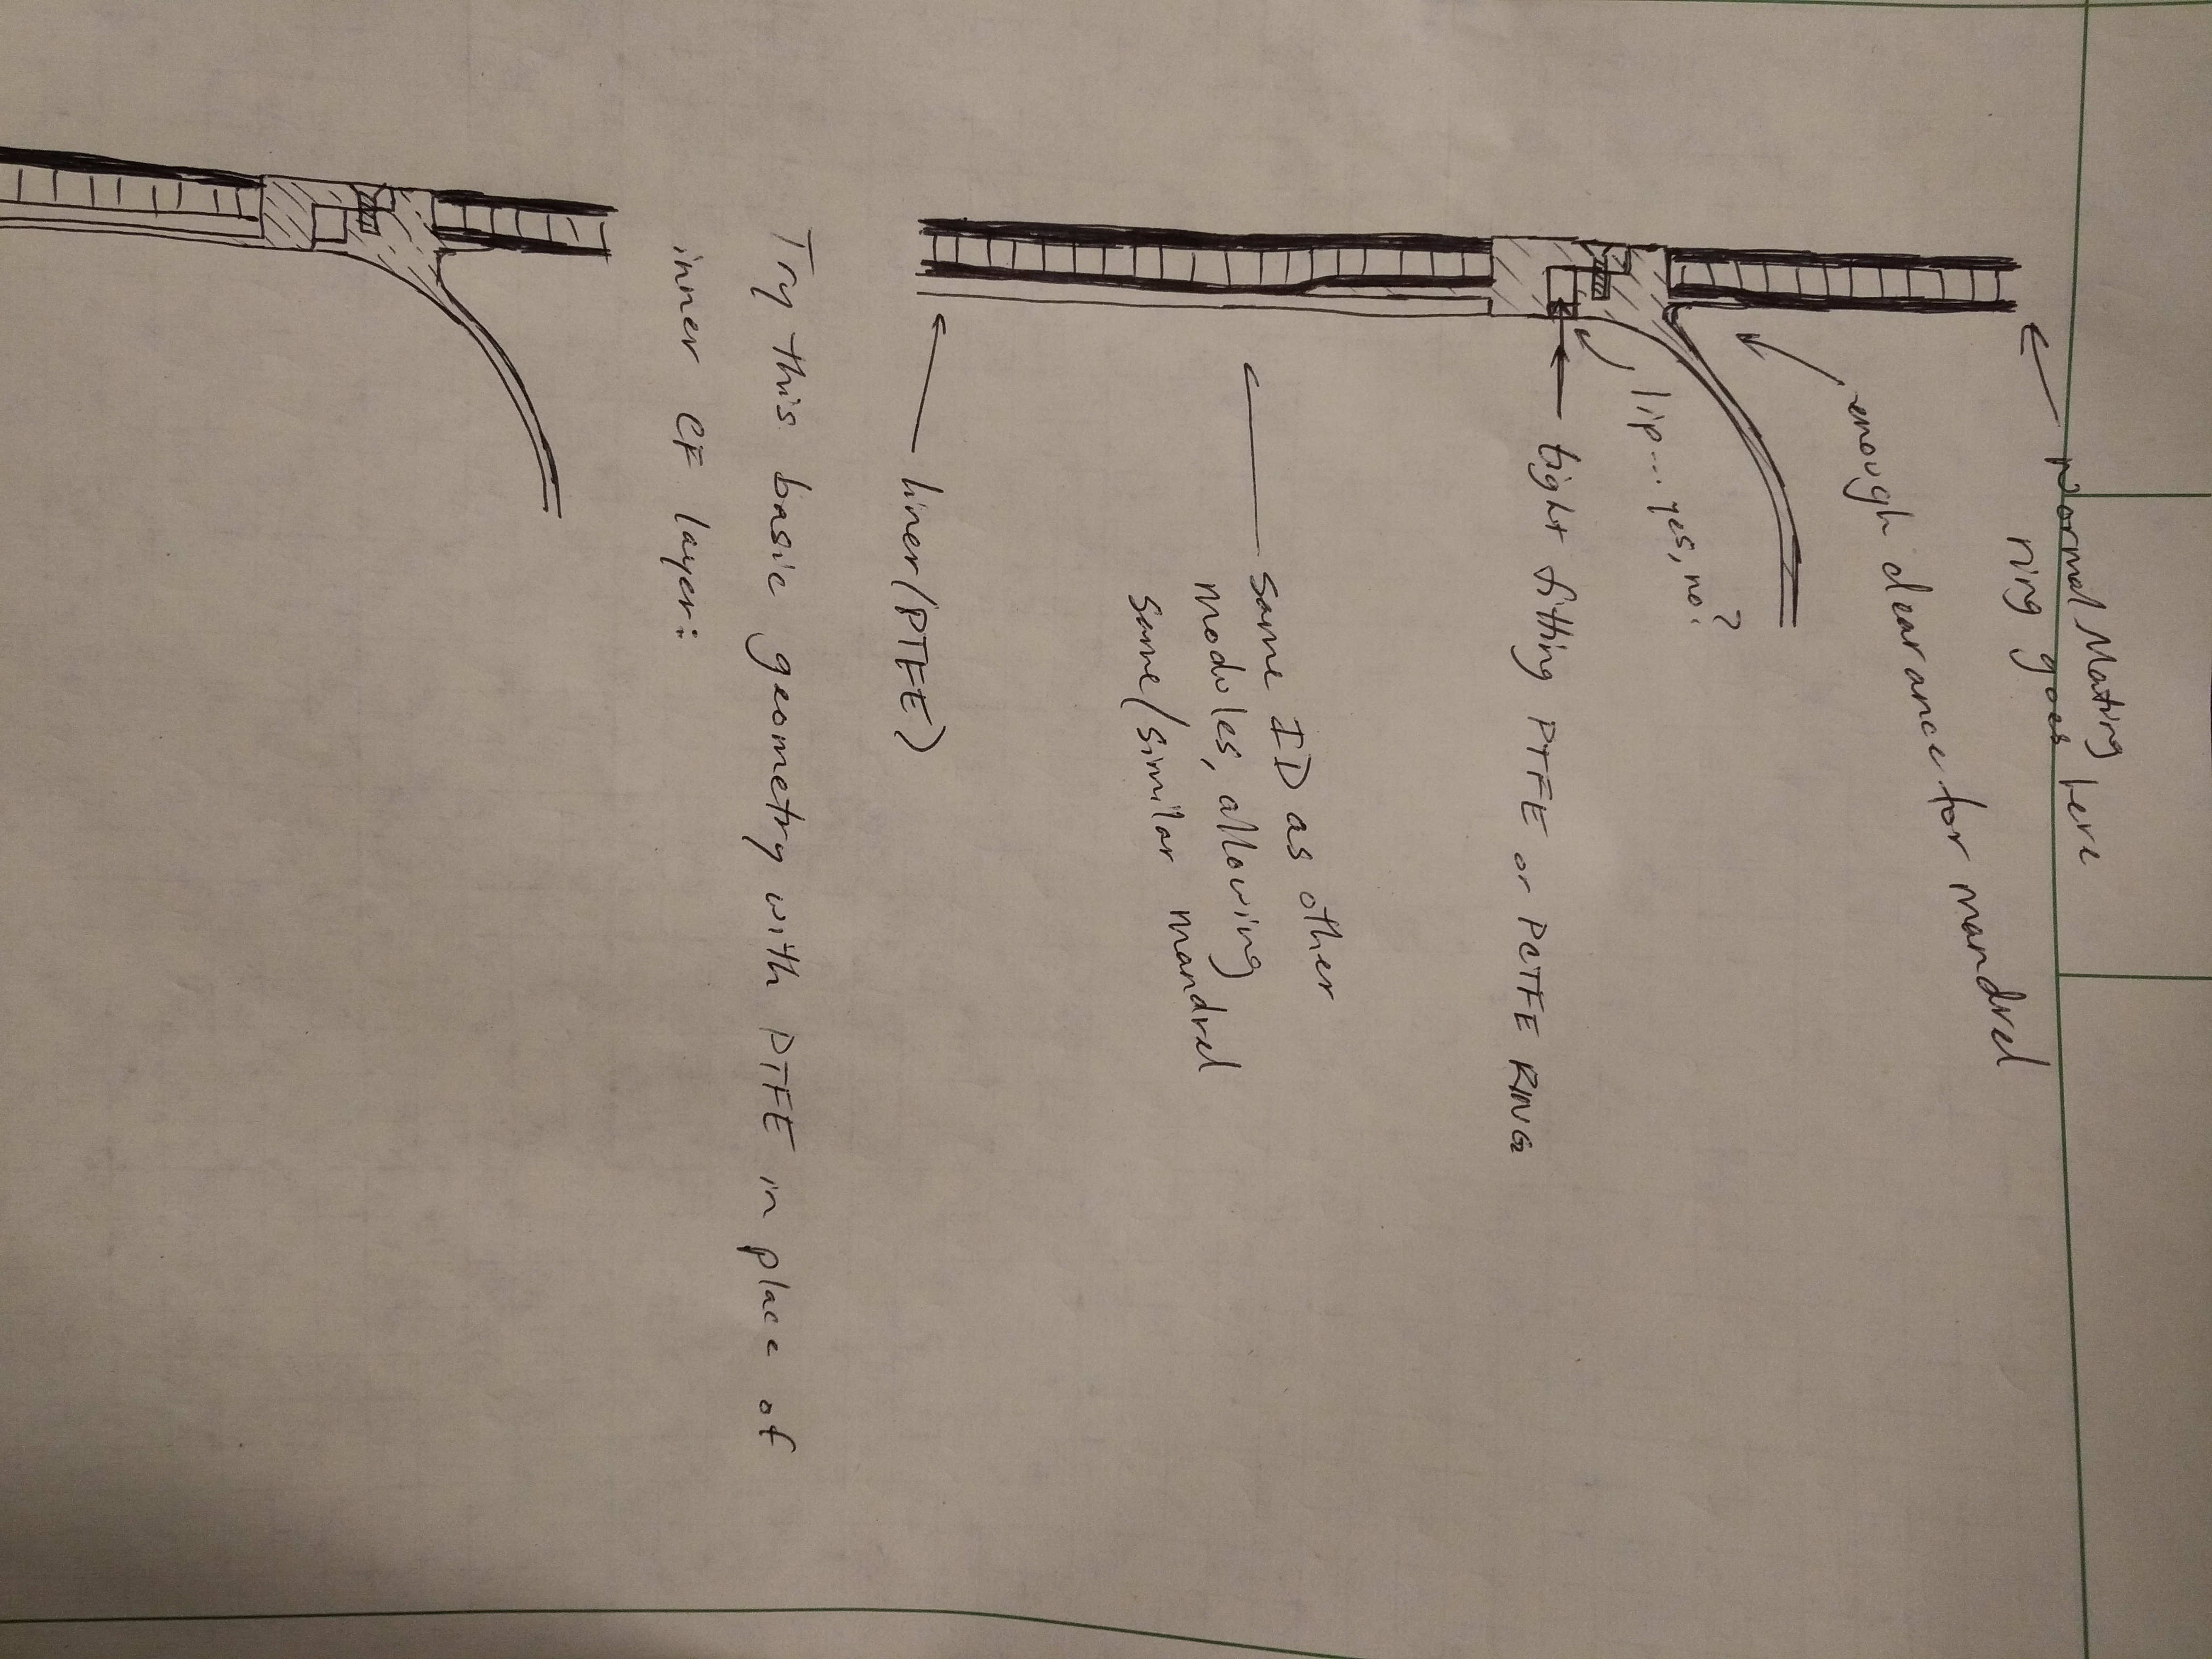 Normal Mating
ring goes here
enough clearance for mandrel
lip... yes, no?
tight fitting PTFE or PCTFE RING
Same ID as other
modules, allowing
same/similar mandrel
liner (PTFE)
Try this basic geometry with PTFE in place of
inner CF layer: